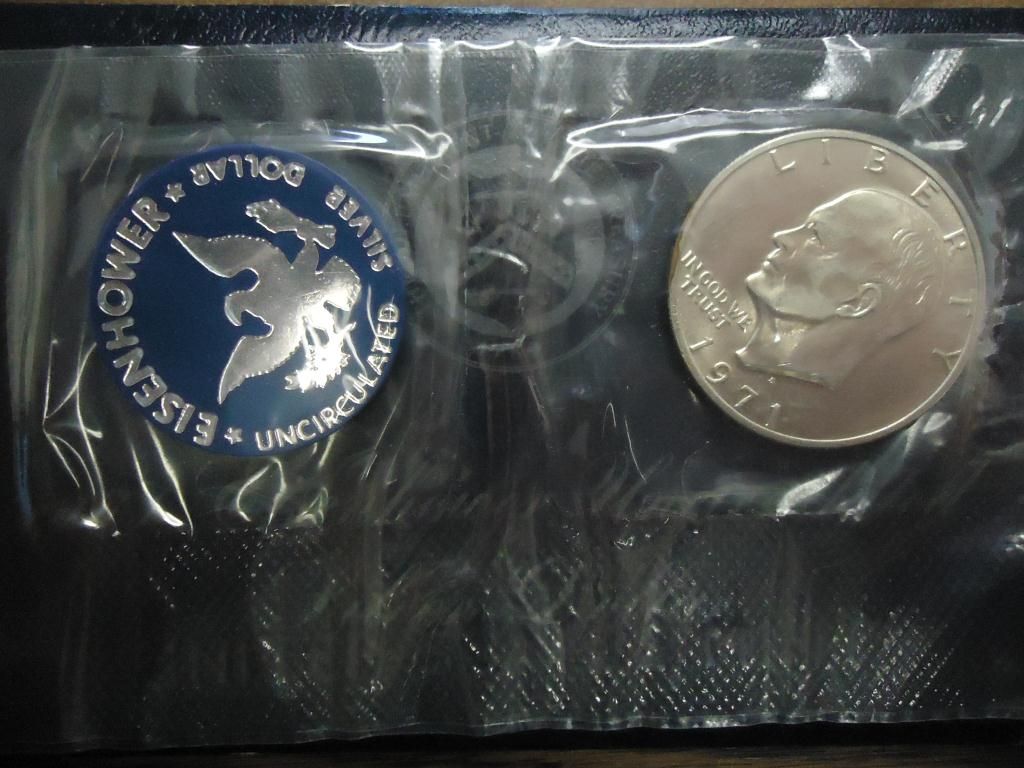 EISENHOWER
SILVER DOLLAR
UNCIRCULATED
LIBERTY
IN GOD WE
TRUST
1971